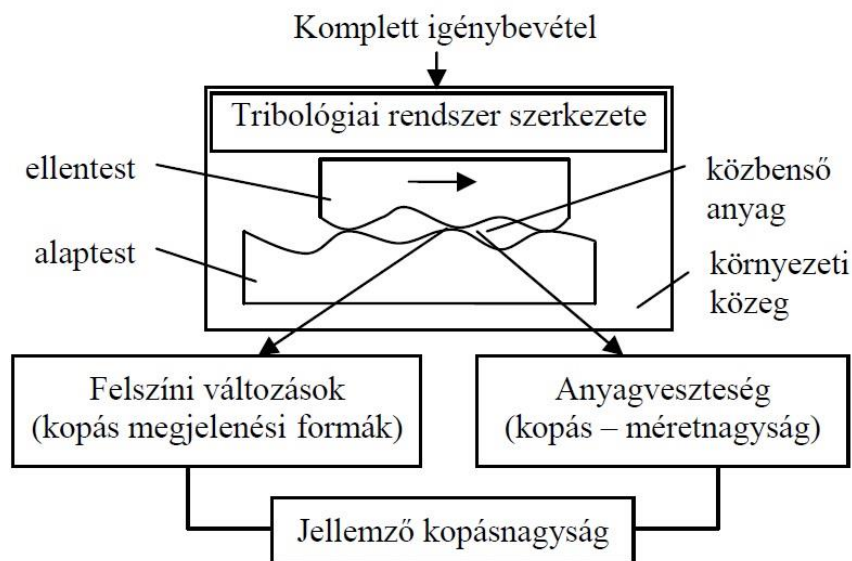 Komplett igénybevétel
Tribológiai rendszer szerkezete
ellentest
közbenső
anyag
alaptest
környezeti
közeg
Felszíni változások
(kopás megjelenési formák)
Anyagveszteség
(kopás – méretnagyság)
Jellemző kopásnagyság